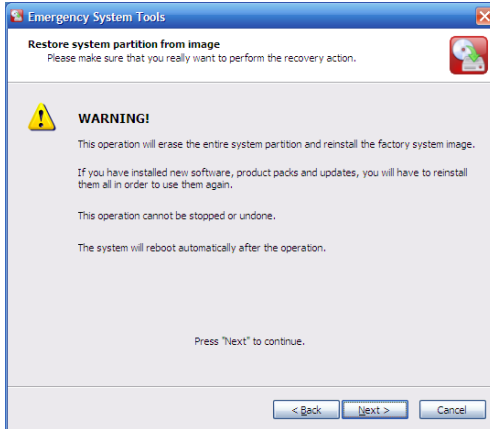 Emergency System Tools
Restore system partition from image
Please make sure that you really want to perform the recovery action.
WARNING!
This operation will erase the entire system partition and reinstall the factory system image.
If you have installed new software, product packs and updates, you will have to reinstall
them all in order to use them again.
This operation cannot be stopped or undone.
The system will reboot automatically after the operation.
Press "Next" to continue.
< Back
Next >
Cancel